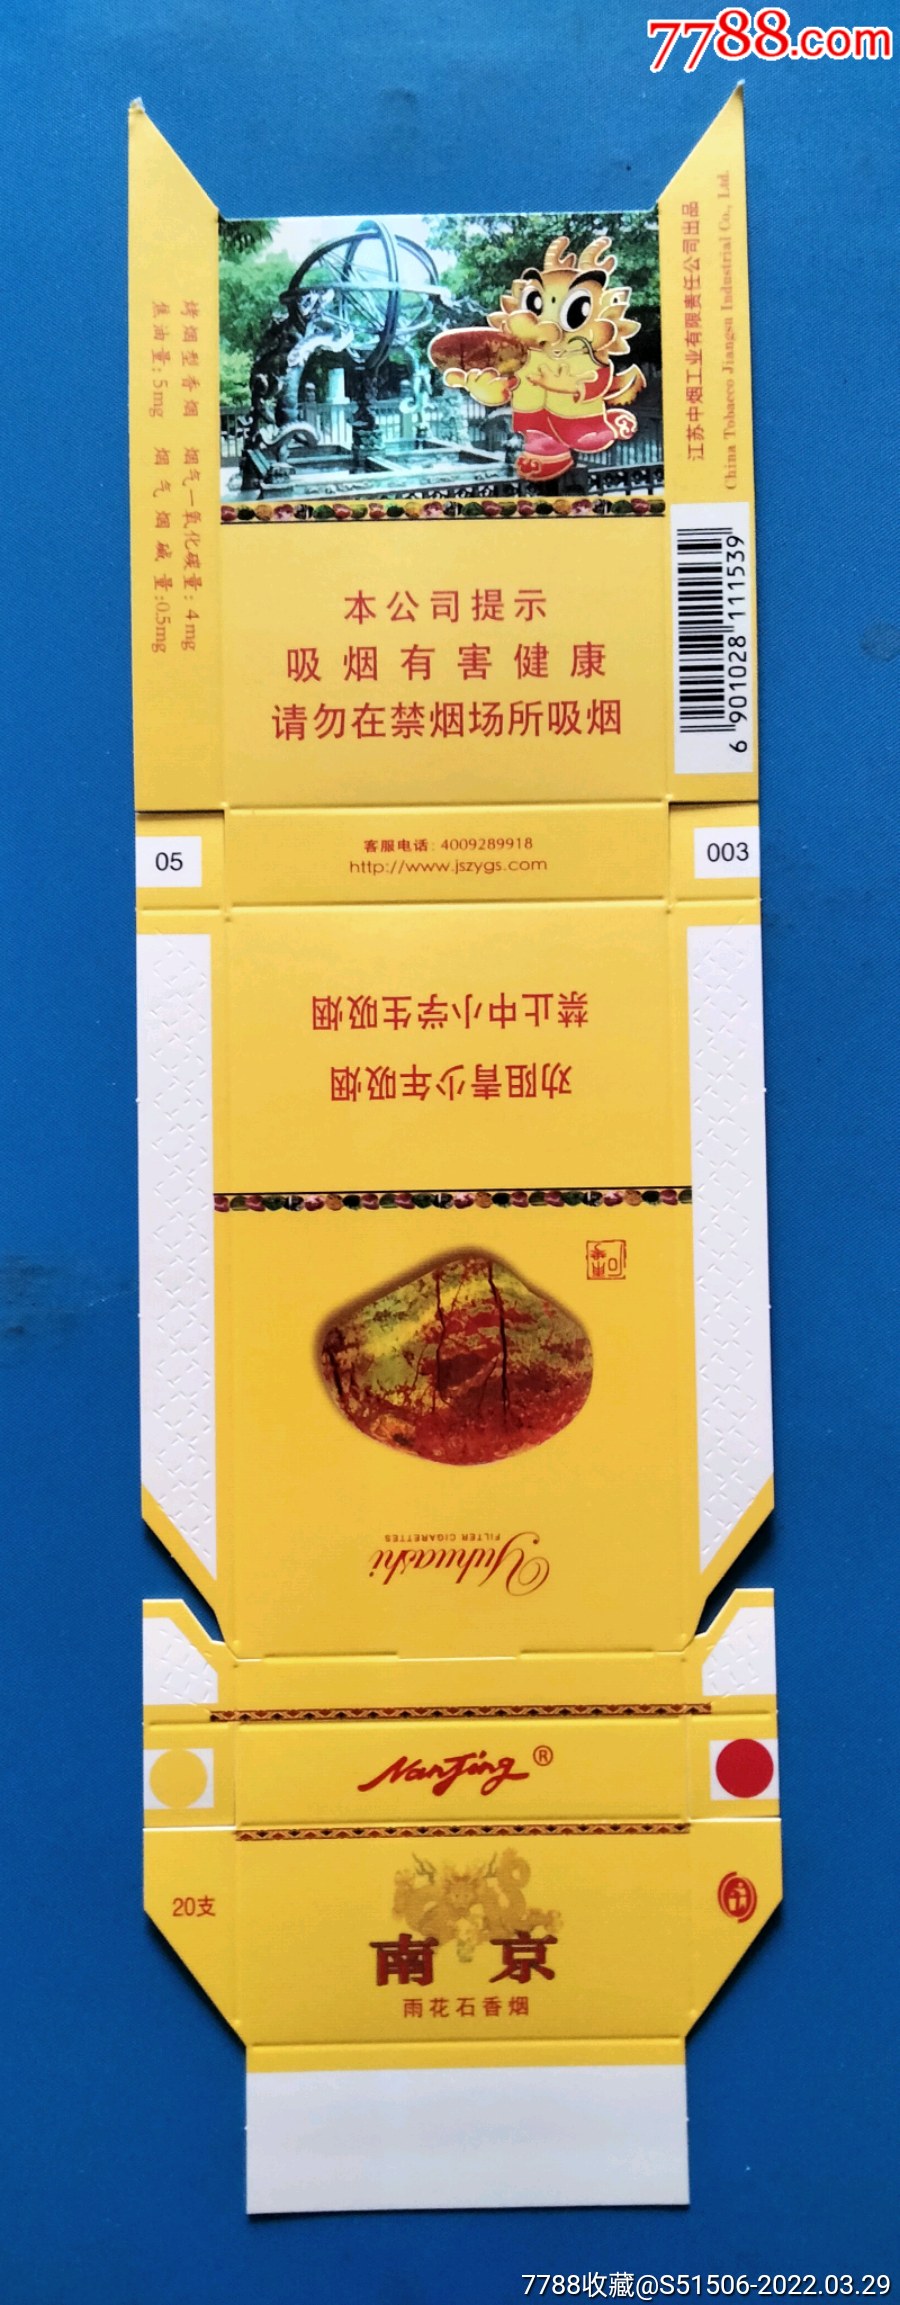 7788.com
江苏中烟工业有限责任公司出品
China Tobacco Jiangsu Industrial Co., Ltd.
烤烟型香烟 烟气一氧化碳量: 4mg
焦油量: 5mg 烟气烟碱量: 0.5mg
6 901028 111539
本公司提示
吸烟有害健康
请勿在禁烟场所吸烟
客服电话: 4009289918
http://www.jszygs.com
05
003
禁止中小学生吸烟
劝阻青少年吸烟
Yuhuashi
FILTER CIGARETTES
NanJing®
20支
南京
雨花石香烟
7788收藏@S51506-2022.03.29